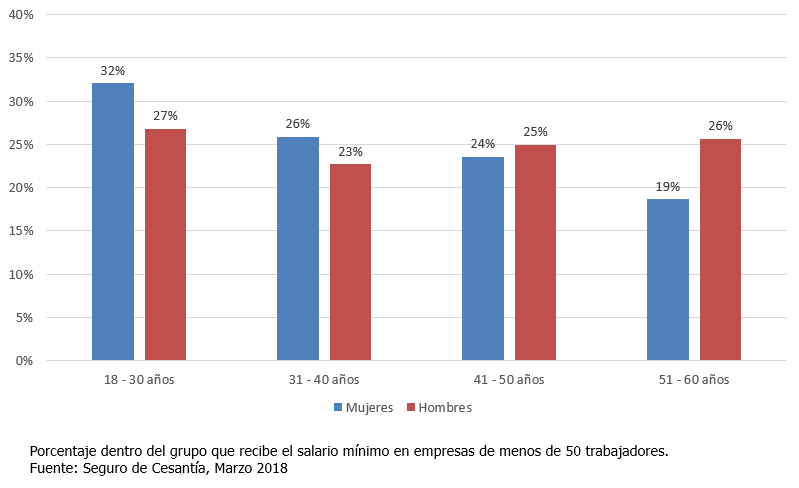 40%
35%
30%
25%
20%
15%
10%
5%
0%
32%
27%
26%
23%
24%
25%
19%
26%
18 - 30 años
31 - 40 años
41 - 50 años
51 - 60 años
Mujeres Hombres
Porcentaje dentro del grupo que recibe el salario mínimo en empresas de menos de 50 trabajadores.
Fuente: Seguro de Cesantía, Marzo 2018